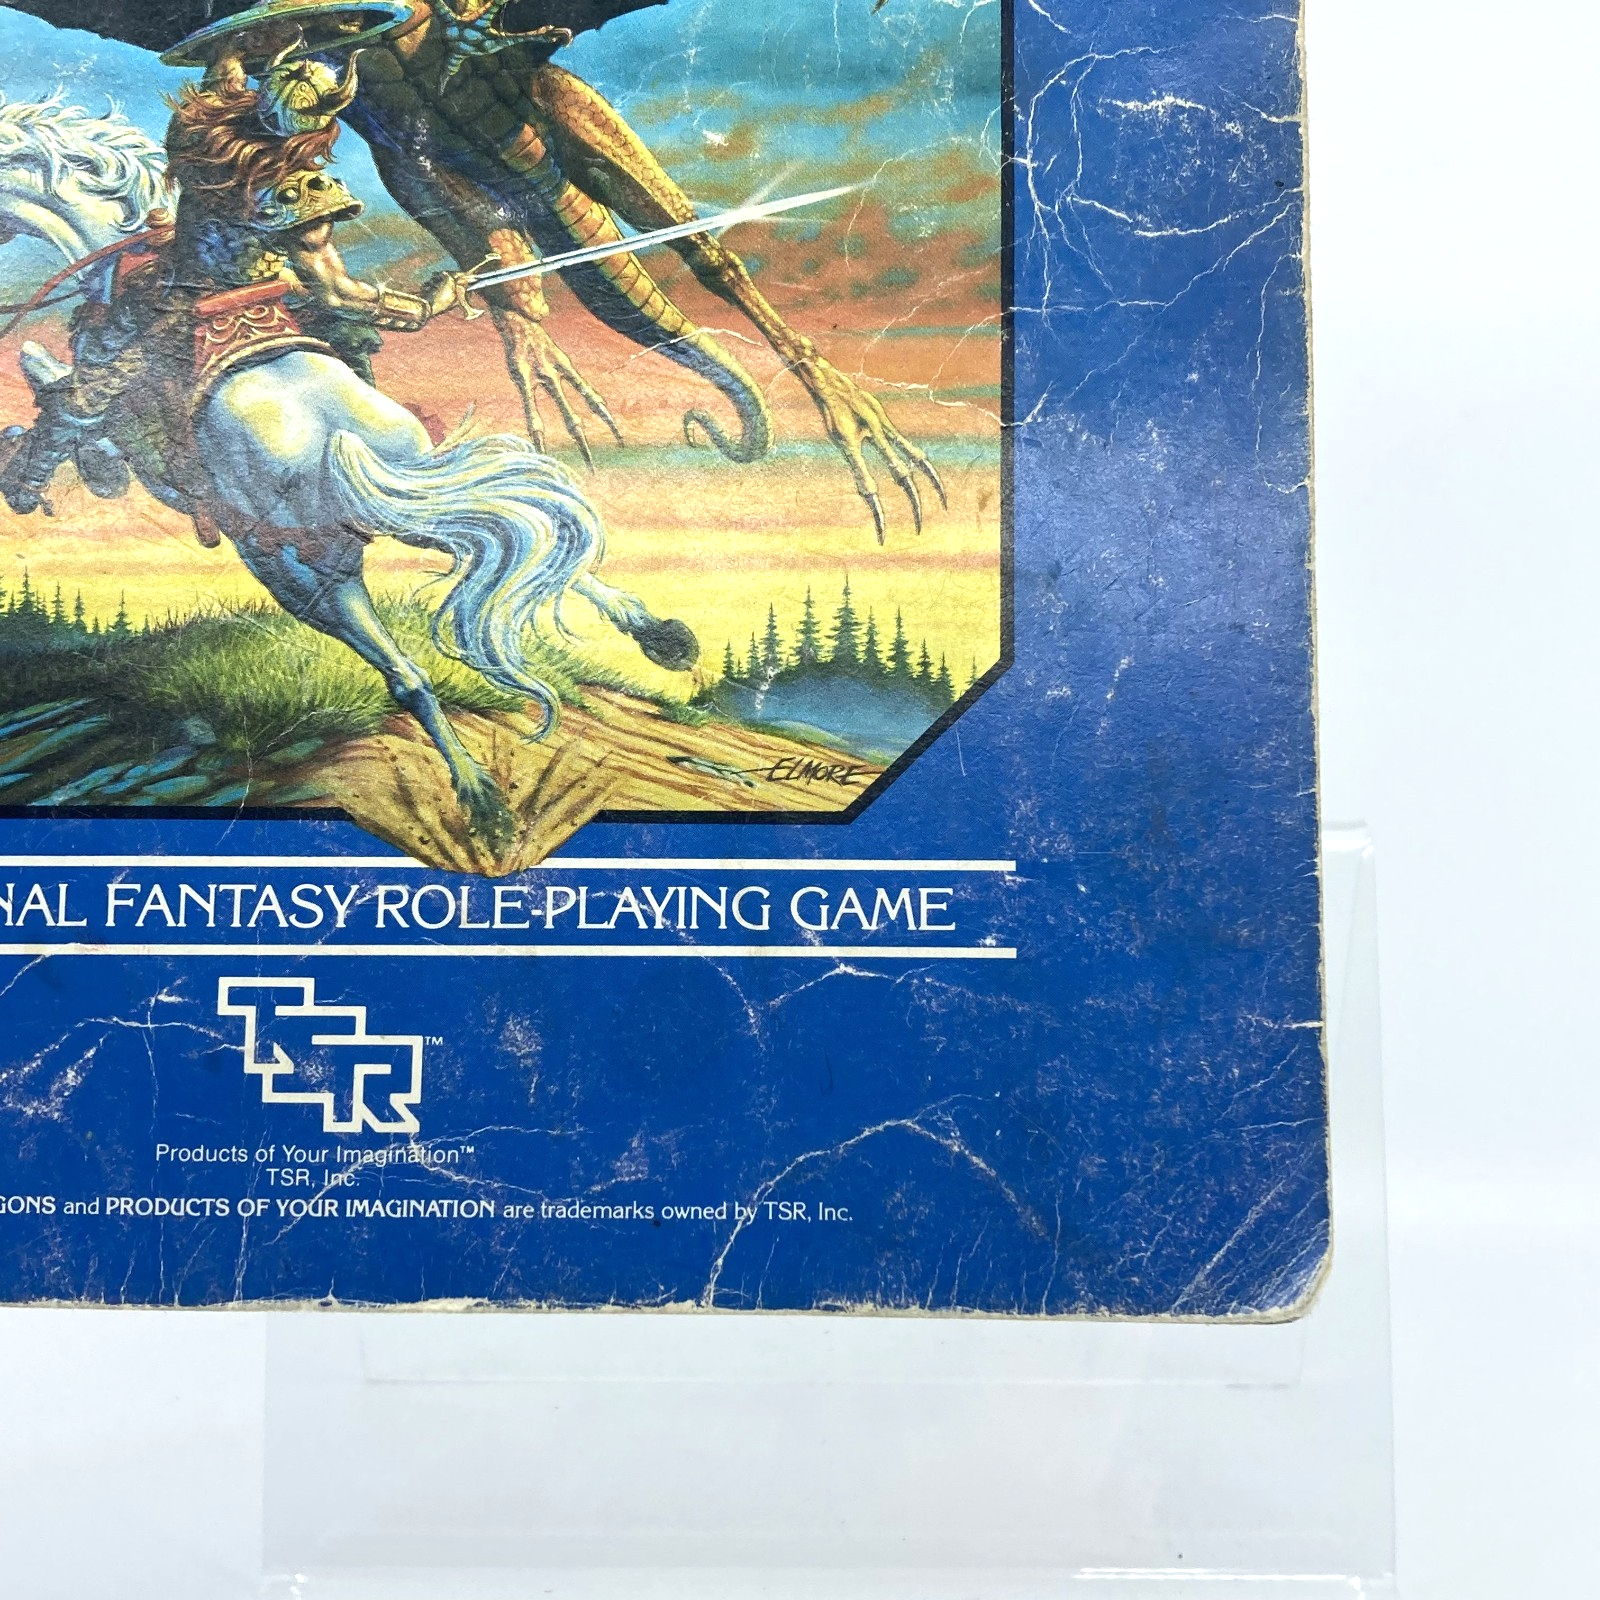 ELMORE
NAL FANTASY ROLE-PLAYING GAME
TSR™
Products of Your Imagination™
TSR, Inc.
GONS and PRODUCTS OF YOUR IMAGINATION are trademarks owned by TSR, Inc.